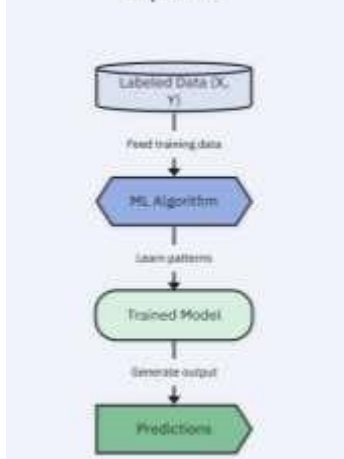 Labeled Data (X,
Y)
Feed training data
ML Algorithm
Learn patterns
Trained Model
Generate output
Predictions